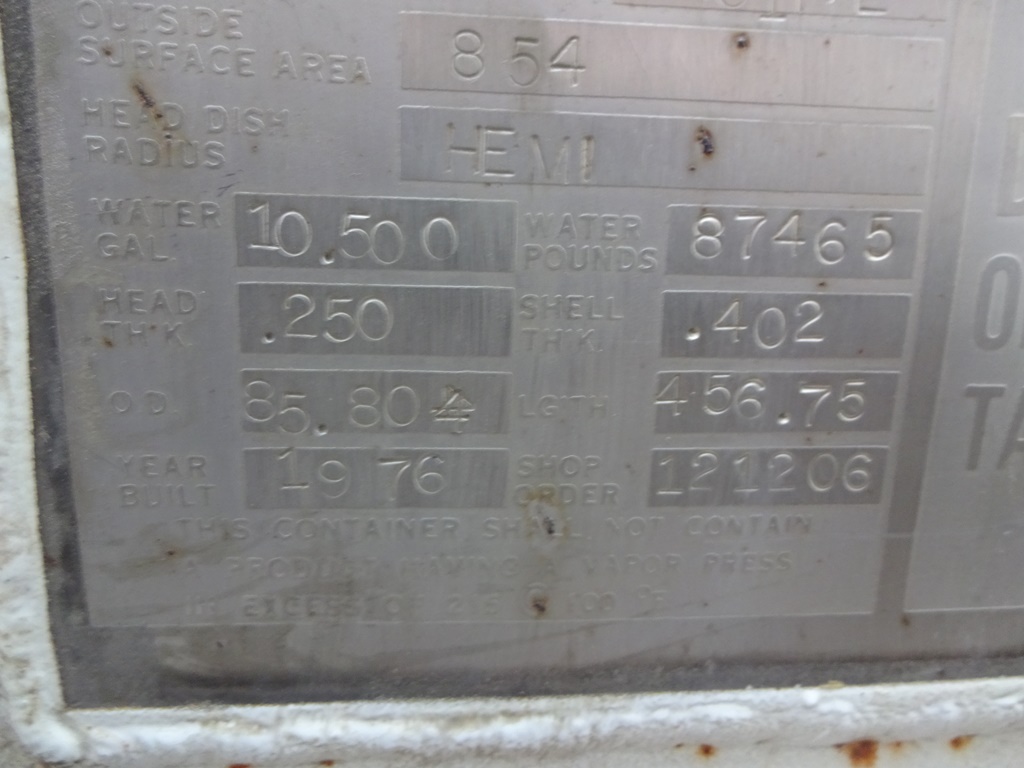 OUTSIDE
SURFACE AREA 854
HEAD DISH
RADIUS HEMI
WATER
GAL. 10,500 WATER
POUNDS 87465
HEAD
TH'K. .250 SHELL
TH'K. .402
O.D. 85.804 LG'TH. 456.75
YEAR
BUILT 1976 SHOP
ORDER 121206
THIS CONTAINER SHALL NOT CONTAIN
A PRODUCT HAVING A VAPOR PRESS
IN EXCESS OF 215 100 °F